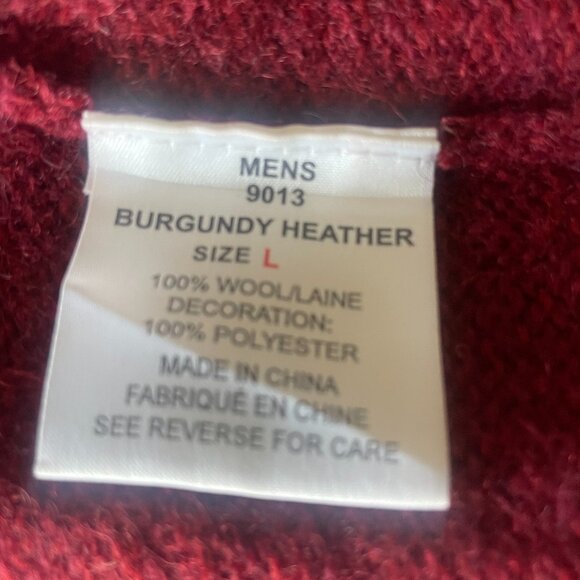 MENS
9013
BURGUNDY HEATHER
SIZE L
100% WOOL/LAINE
DECORATION:
100% POLYESTER
MADE IN CHINA
FABRIQUÉ EN CHINE
SEE REVERSE FOR CARE